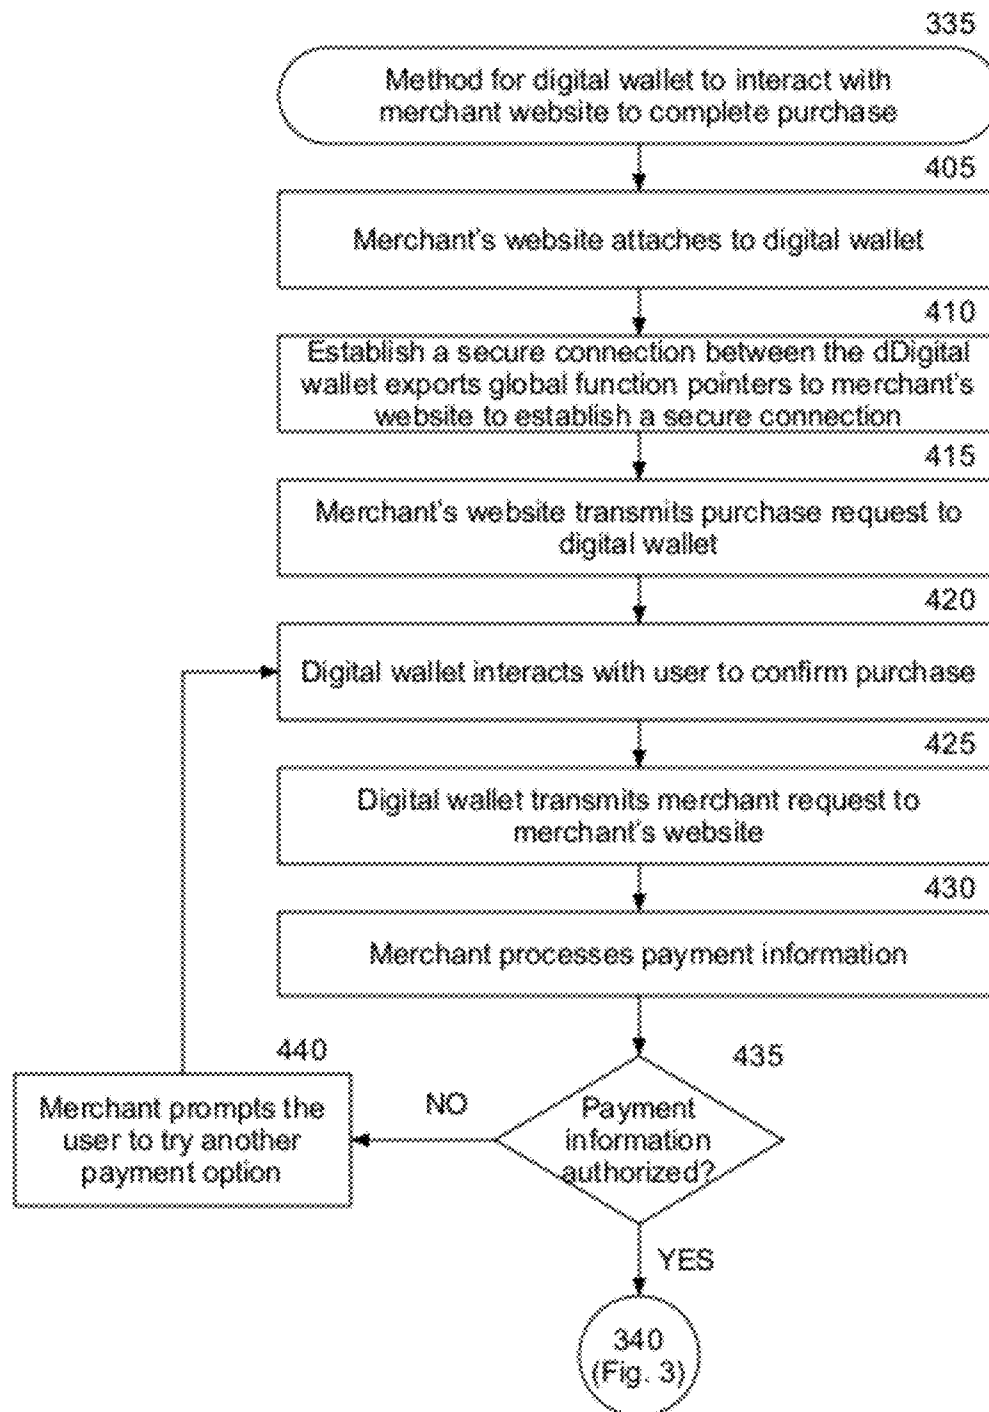 335
Method for digital wallet to interact with
merchant website to complete purchase
405
Merchant's website attaches to digital wallet
410
Establish a secure connection between the dDigital
wallet exports global function pointers to merchant's
website to establish a secure connection
415
Merchant's website transmits purchase request to
digital wallet
420
Digital wallet interacts with user to confirm purchase
425
Digital wallet transmits merchant request to
merchant's website
430
Merchant processes payment information
435
Payment
information
authorized?
NO
440
Merchant prompts the
user to try another
payment option
YES
340
(Fig. 3)